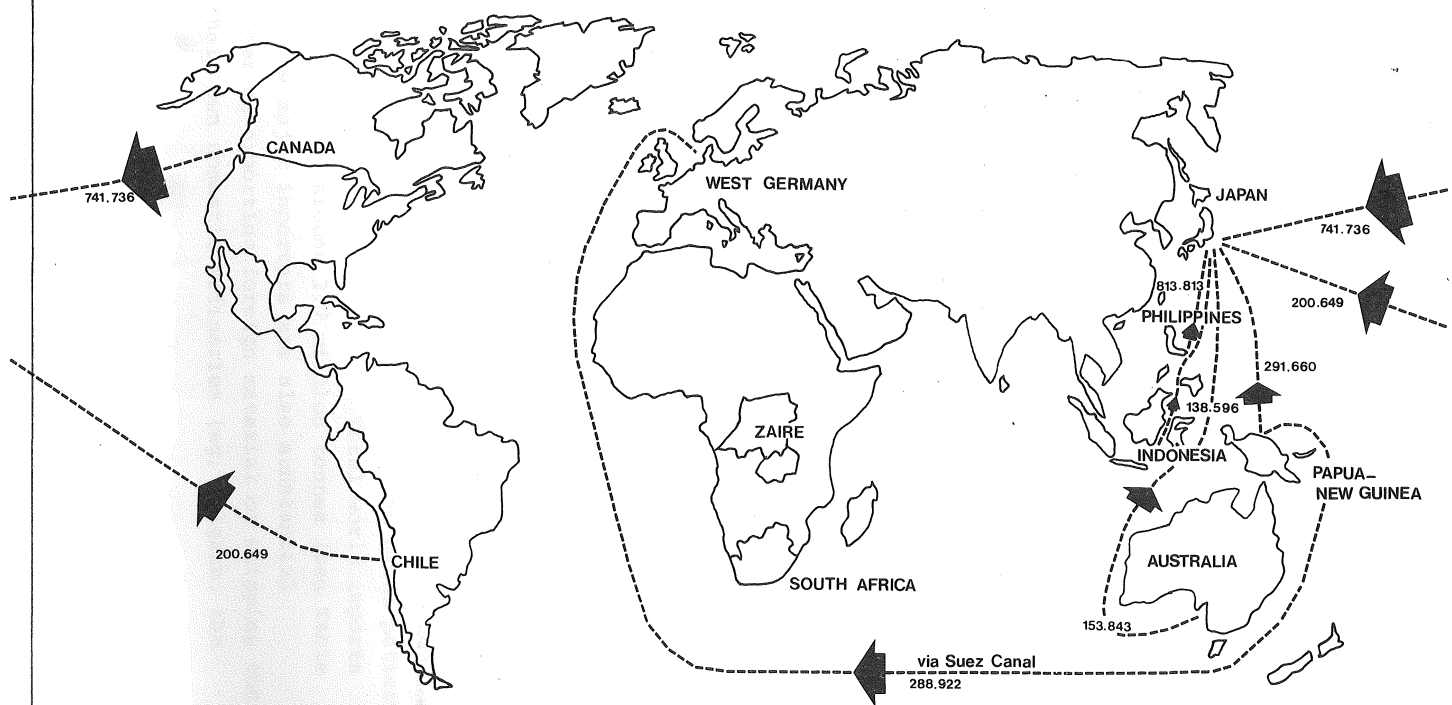 CANADA
741.736
WEST GERMANY
JAPAN
741.736
813.813
200.649
PHILIPPINES
291.660
138.596
ZAIRE
INDONESIA
PAPUA–
NEW GUINEA
200.649
CHILE
AUSTRALIA
SOUTH AFRICA
153.843
via Suez Canal
288.922